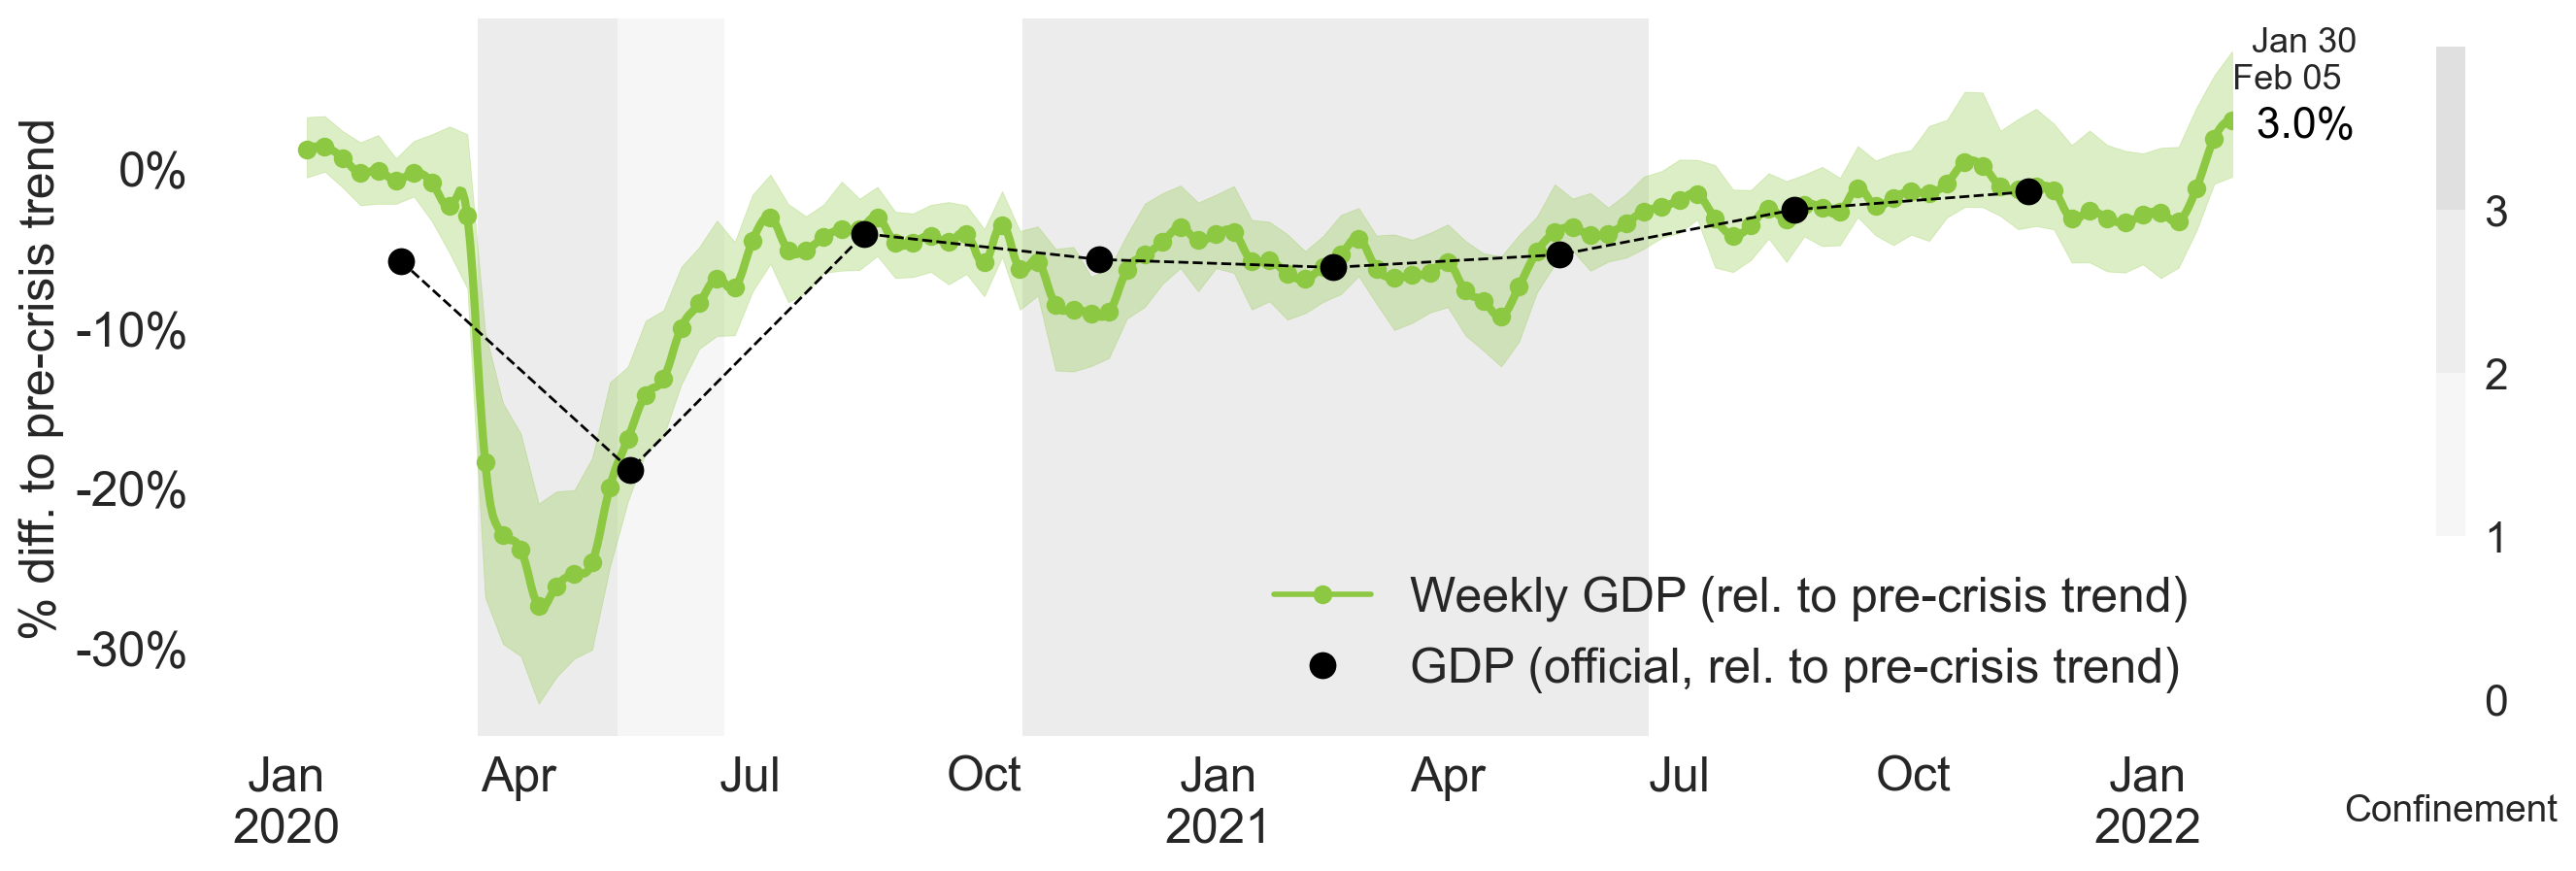 % diff. to pre-crisis trend
0%
-10%
-20%
-30%
Jan 30
Feb 05
3.0%
3
2
1
0
Weekly GDP (rel. to pre-crisis trend)
GDP (official, rel. to pre-crisis trend)
Jan Apr Jul Oct Jan Apr Jul Oct Jan
2020 2021 2022
Confinement